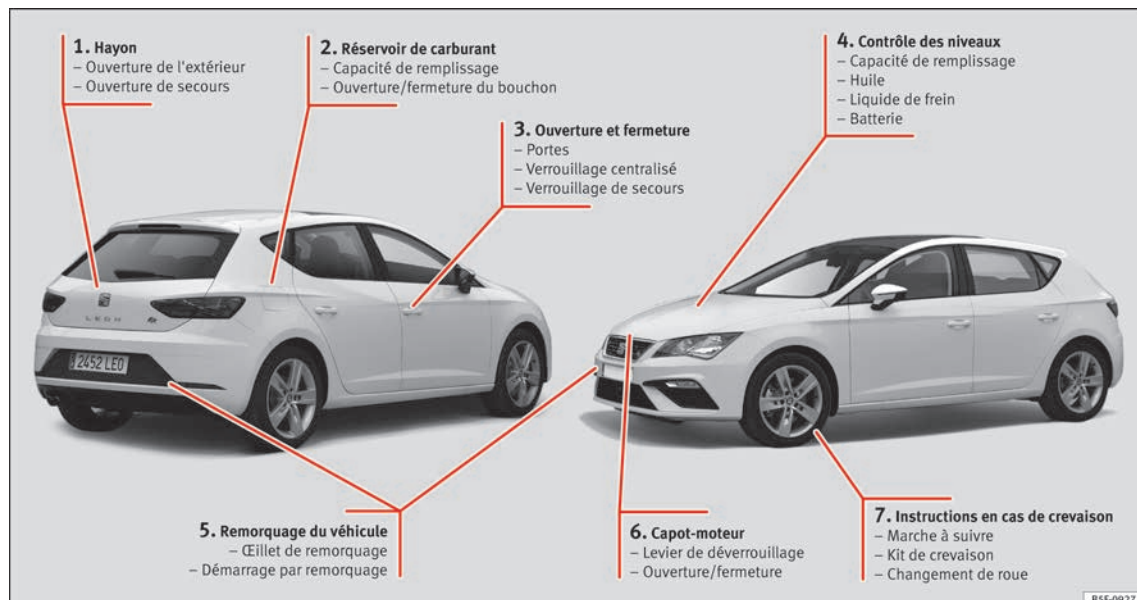 1. Hayon
– Ouverture de l'extérieur
– Ouverture de secours
2. Réservoir de carburant
– Capacité de remplissage
– Ouverture/fermeture du bouchon
3. Ouverture et fermeture
– Portes
– Verrouillage centralisé
– Verrouillage de secours
4. Contrôle des niveaux
– Capacité de remplissage
– Huile
– Liquide de frein
– Batterie
LEON
2452 LEO
5. Remorquage du véhicule
– Œillet de remorquage
– Démarrage par remorquage
6. Capot-moteur
– Levier de déverrouillage
– Ouverture/fermeture
7. Instructions en cas de crevaison
– Marche à suivre
– Kit de crevaison
– Changement de roue
B5F-0927